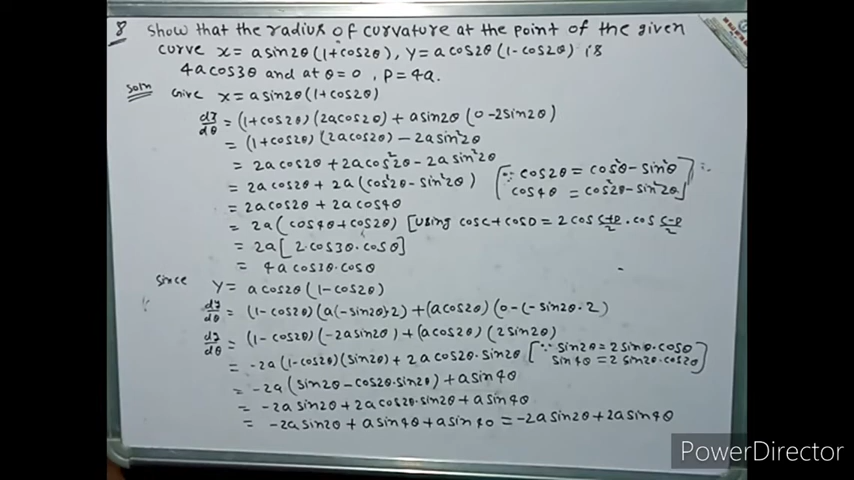 8 Show that the radius of curvature at the point of the given
curve x = a sin2θ (1+cos2θ), Y = a cos2θ (1-cos2θ) is
4a cos3θ and at θ=0, P = 4a.
Soln Give x = a sin2θ (1+cos2θ)
dx/dθ = (1+cos2θ) (2a cos2θ) + a sin2θ (0-2sin2θ)
= (1+cos2θ) (2a cos2θ) - 2a sin²2θ
= 2a cos2θ + 2a cos²2θ - 2a sin²2θ
= 2a cos2θ + 2a (cos²2θ - sin²2θ) [∵ cos2θ = cos²θ - sin²θ
cos4θ = cos²2θ - sin²2θ]
= 2a cos2θ + 2a cos4θ
= 2a (cos4θ + cos2θ) [Using cosC + cosD = 2 cos C+D/2 . cos C-D/2
= 2a [2.cos3θ.cosθ]
= 4a cos3θ.cosθ
Since Y = a cos2θ (1-cos2θ)
dy/dθ = (1-cos2θ) (a(-sin2θ).2) + (a cos2θ) (0-(-sin2θ.2)
dy/dθ = (1-cos2θ) (-2a sin2θ) + (a cos2θ) (2 sin2θ)
= -2a (1-cos2θ) (sin2θ) + 2a cos2θ.sin2θ [∵ sin2θ = 2sinθ.cosθ
sin4θ = 2 sin2θ.cos2θ]
= -2a (sin2θ - cos2θ.sin2θ) + a sin4θ
= -2a sin2θ + 2a cos2θ.sin2θ + a sin4θ
= -2a sin2θ + a sin4θ + a sin4θ = -2a sin2θ + 2a sin4θ
PowerDirector